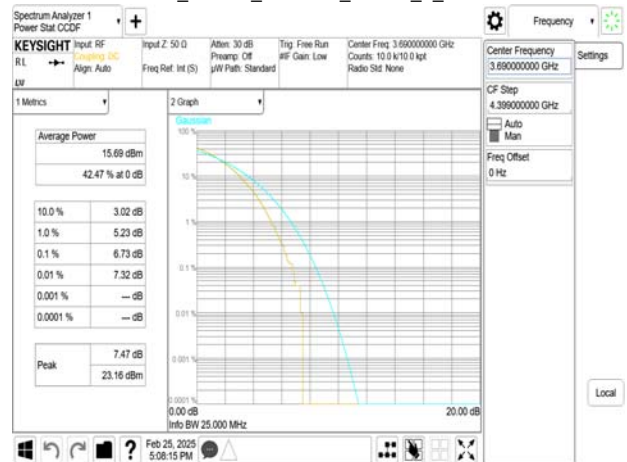 Spectrum Analyzer 1
Power Stat CCDF
Frequency
KEYSIGHT
Input: RF
Coupling: DC
Align: Auto
Input Z: 50 Ω
Freq Ref: Int (S)
Atten: 30 dB
Preamp: Off
µW Path: Standard
Trig: Free Run
#IF Gain: Low
Center Freq: 3.690000000 GHz
Counts: 10.0 k/10.0 kpt
Radio Std: None
RL
Center Frequency
3.690000000 GHz
Settings
CF Step
4.399000000 GHz
Auto
Man
Freq Offset
0 Hz
1 Metrics
2 Graph
Average Power
15.69 dBm
42.47 % at 0 dB
10.0 % 3.02 dB
1.0 % 5.23 dB
0.1 % 6.73 dB
0.01 % 7.32 dB
0.001 % --- dB
0.0001 % --- dB
Peak
7.47 dB
23.16 dBm
Gaussian
100 %
10 %
1 %
0.1 %
0.01 %
0.001 %
0.0001 %
0.00 dB
20.00 dB
Info BW 25.000 MHz
Local
?
Feb 25, 2025
5:08:15 PM